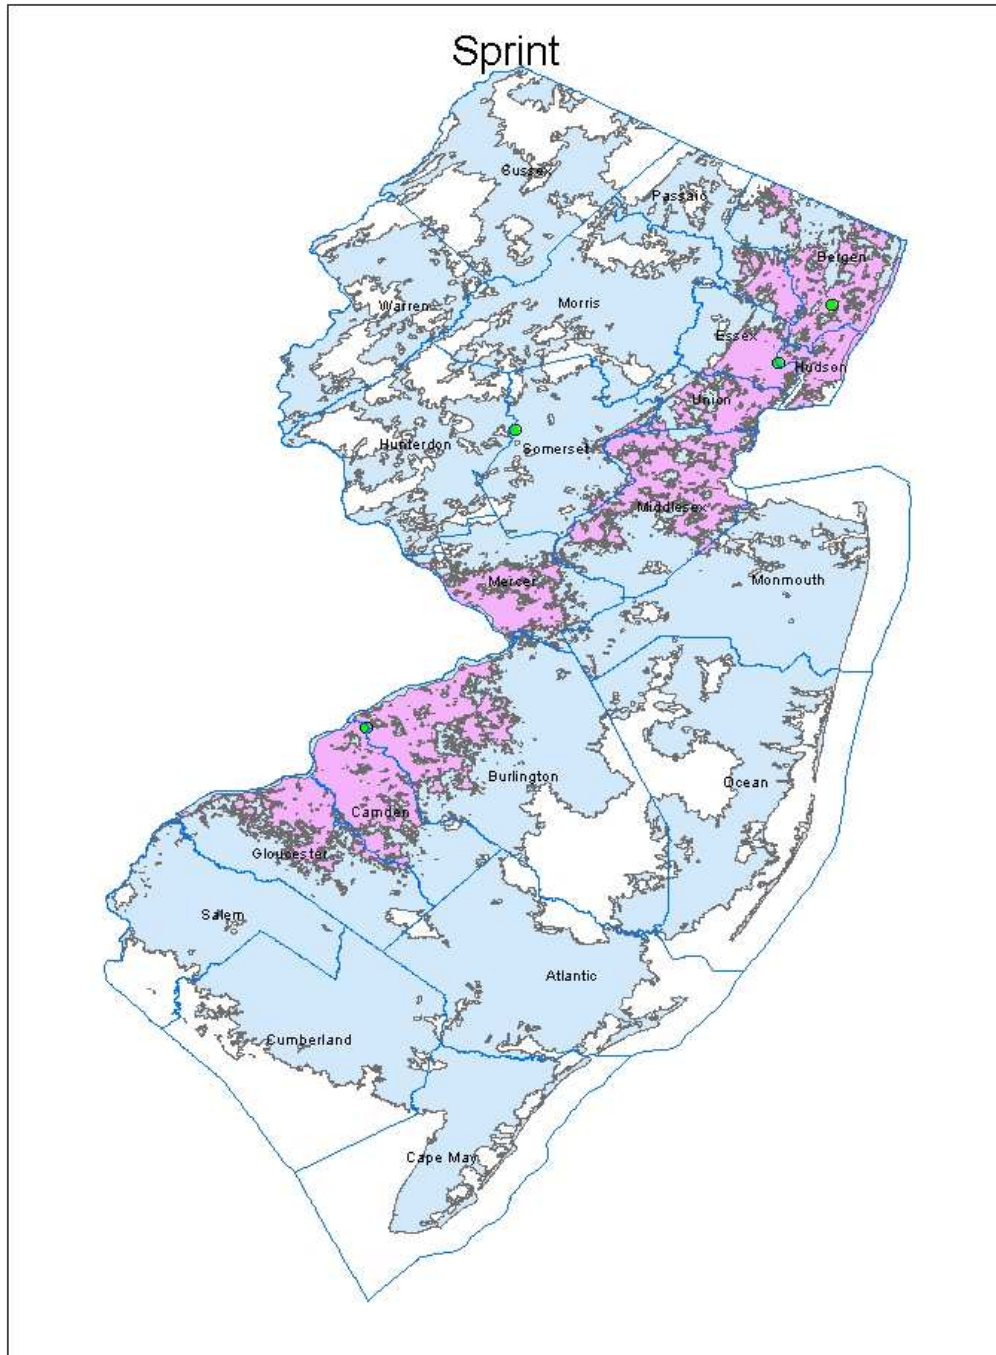 Sprint
Sussex
Passaic
Bergen
Warren
Morris
Essex
Hudson
Union
Hunterdon
Somerset
Middlesex
Mercer
Monmouth
Burlington
Ocean
Camden
Gloucester
Salem
Atlantic
Cumberland
Cape May